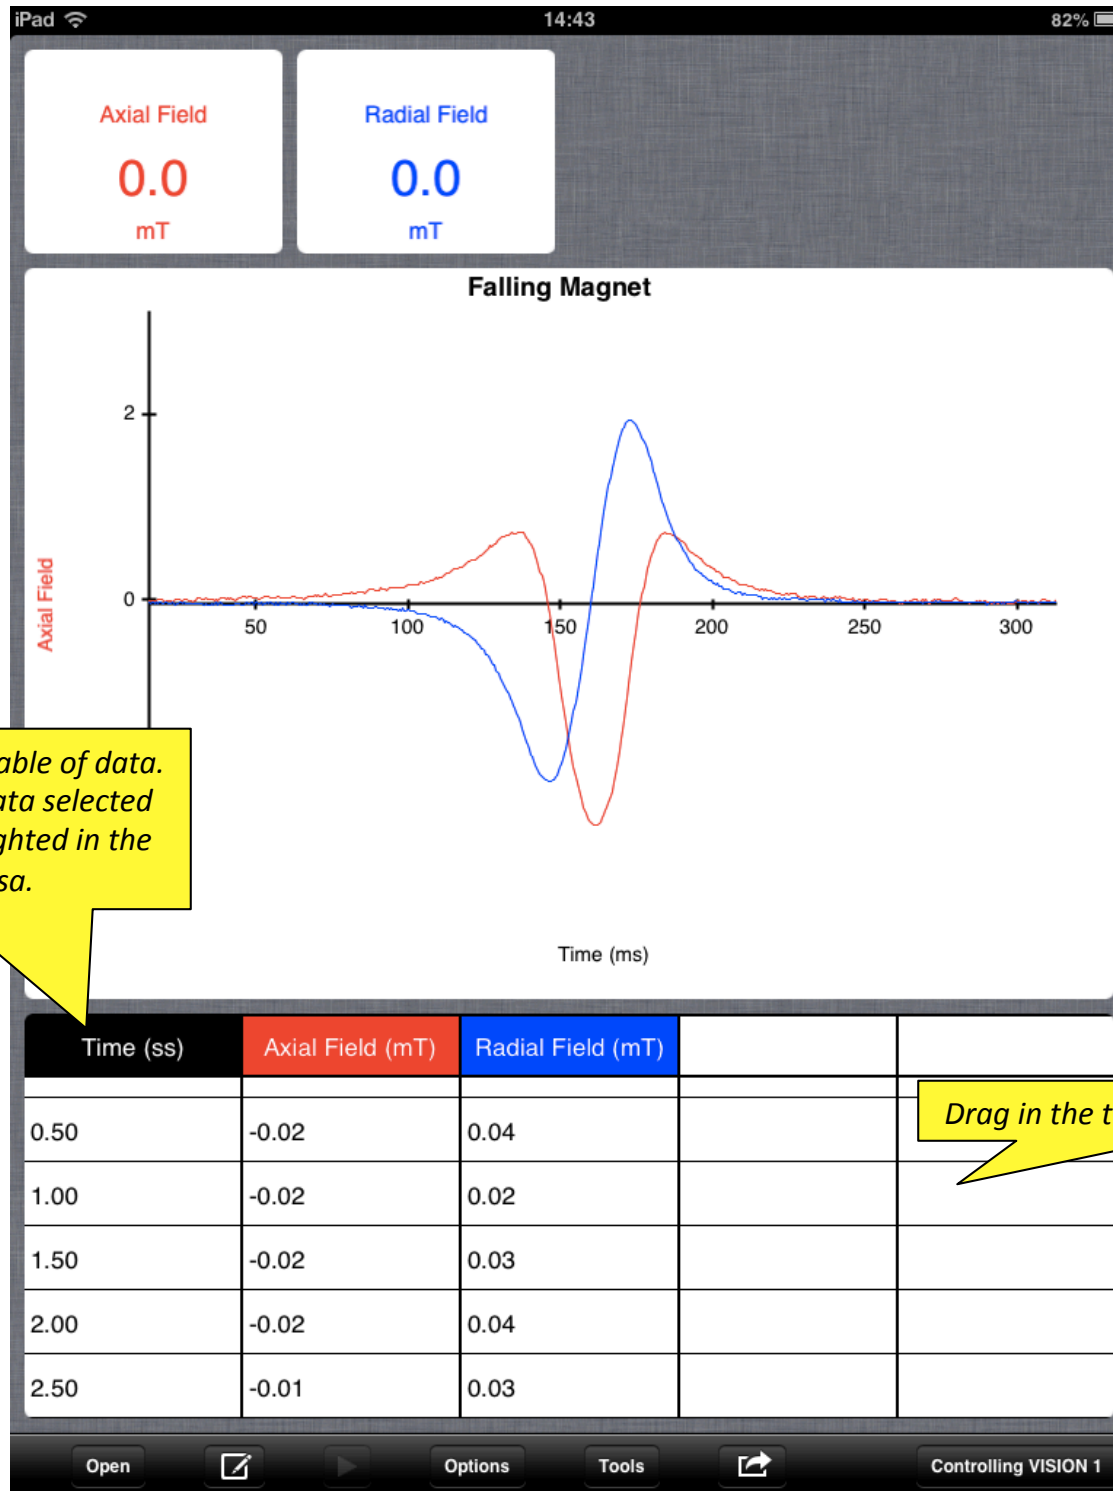 iPad 14:43 82%
Axial Field Radial Field
0.0 0.0
mT mT
Falling Magnet
2
0
Axial Field
50 100 150 200 250 300
Time (ms)
able of data.
ata selected
ghted in the
sa.
Time (ss) Axial Field (mT) Radial Field (mT)
Drag in the t
0.50 -0.02 0.04
1.00 -0.02 0.02
1.50 -0.02 0.03
2.00 -0.02 0.04
2.50 -0.01 0.03
Open Options Tools Controlling VISION 1